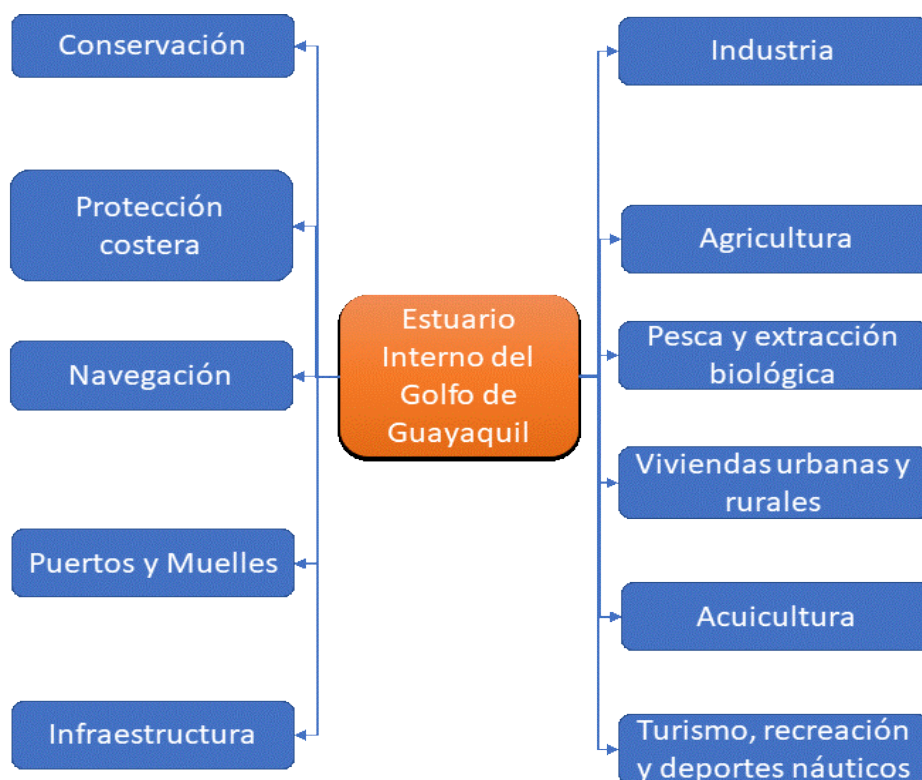 Conservación
Protección
costera
Navegación
Puertos y Muelles
Infraestructura
Estuario
Interno del
Golfo de
Guayaquil
Industria
Agricultura
Pesca y extracción
biológica
Viviendas urbanas y
rurales
Acuicultura
Turismo, recreación
y deportes náuticos